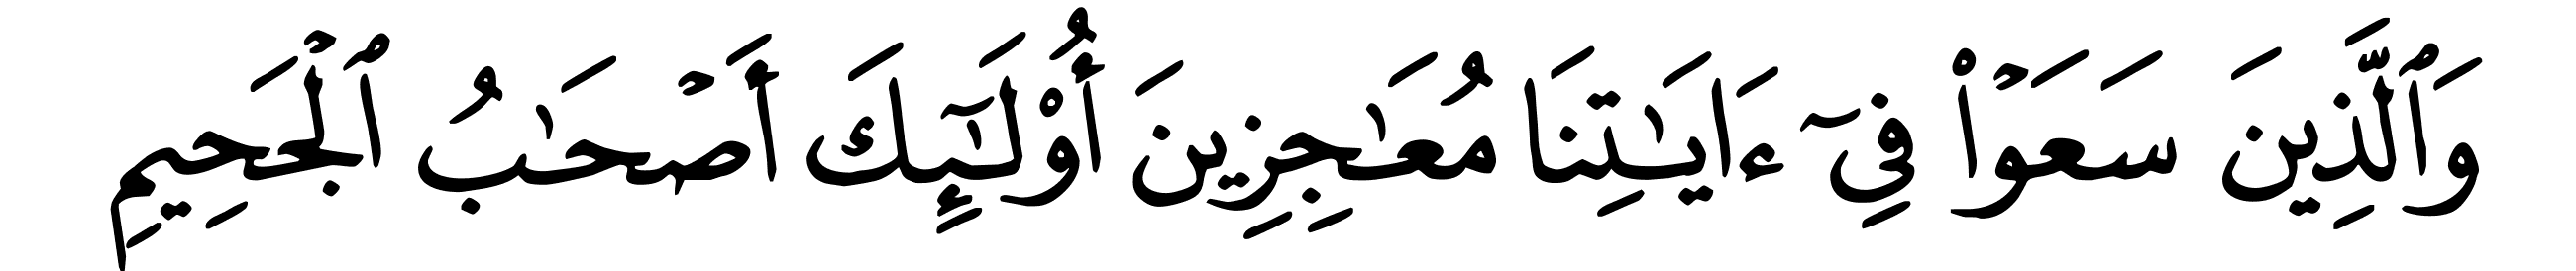 وَٱلَّذِينَ سَعَوۡاْ فِيٓ ءَايَٰتِنَا مُعَٰجِزِينَ أُوْلَٰٓئِكَ أَصۡحَٰبُ ٱلۡجَحِيمِ